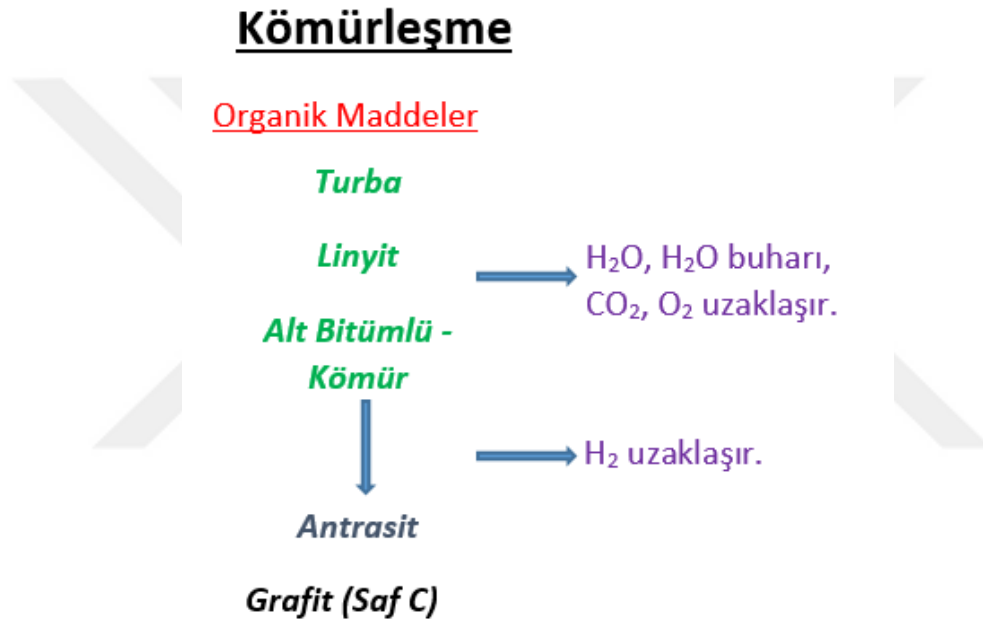 Kömürleşme
Organik Maddeler
Turba
Linyit
H₂O, H₂O buharı,
CO₂, O₂ uzaklaşır.
Alt Bitümlü -
Kömür
H₂ uzaklaşır.
Antrasit
Grafit (Saf C)